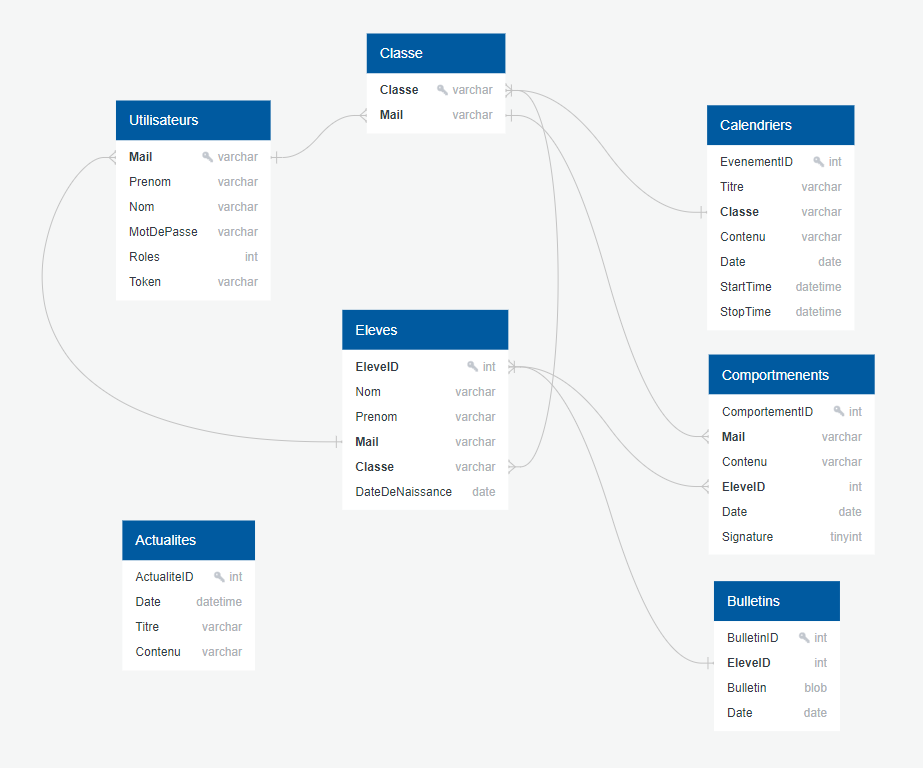 Classe
Classe varchar
Mail varchar
Utilisateurs
Mail varchar
Prenom varchar
Nom varchar
MotDePasse varchar
Roles int
Token varchar
Calendriers
EvenementID int
Titre varchar
Classe varchar
Contenu varchar
Date date
StartTime datetime
StopTime datetime
Eleves
EleveID int
Nom varchar
Prenom varchar
Mail varchar
Classe varchar
DateDeNaissance date
Comportmenents
ComportementID int
Mail varchar
Contenu varchar
EleveID int
Date date
Signature tinyint
Actualites
ActualiteID int
Date datetime
Titre varchar
Contenu varchar
Bulletins
BulletinID int
EleveID int
Bulletin blob
Date date